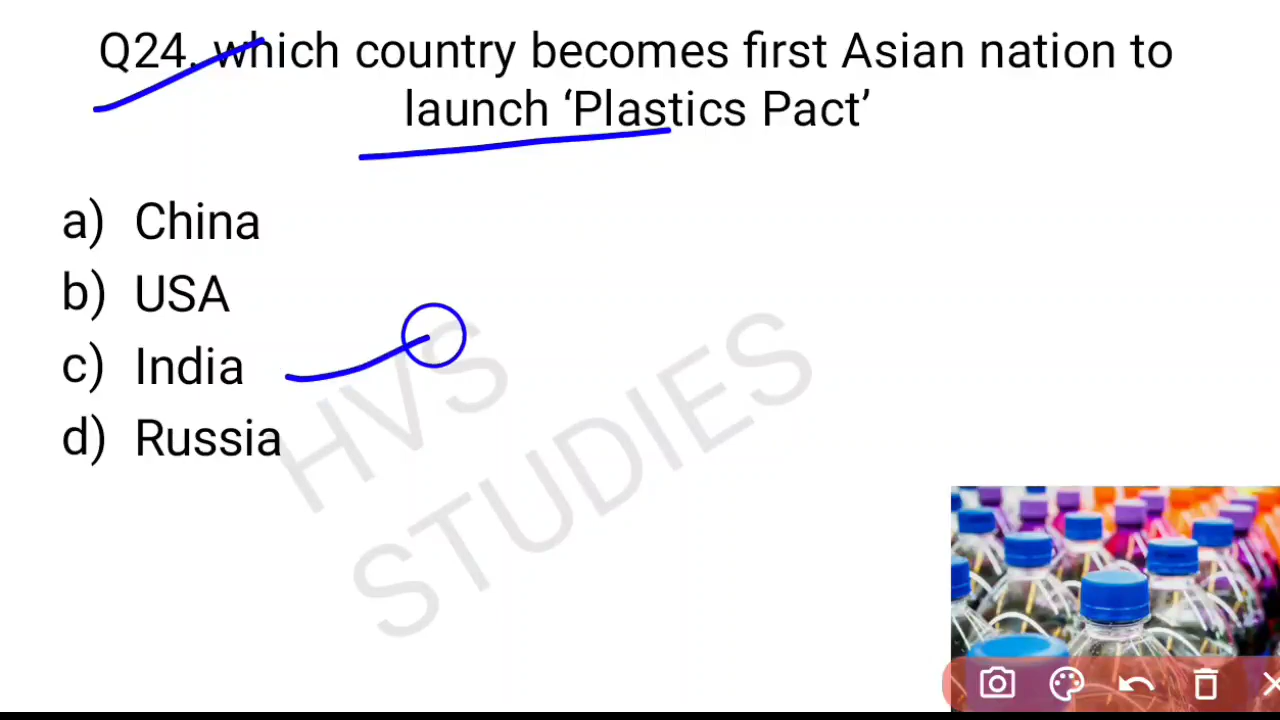 Q24. which country becomes first Asian nation to
launch ‘Plastics Pact’
a) China
b) USA
c) India
d) Russia
HVS
STUDIES